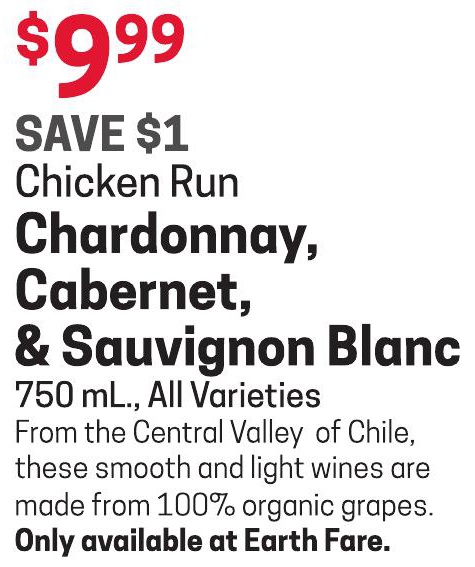 $9.99
SAVE $1
Chicken Run
Chardonnay,
Cabernet,
& Sauvignon Blanc
750 mL., All Varieties
From the Central Valley of Chile,
these smooth and light wines are
made from 100% organic grapes.
Only available at Earth Fare.